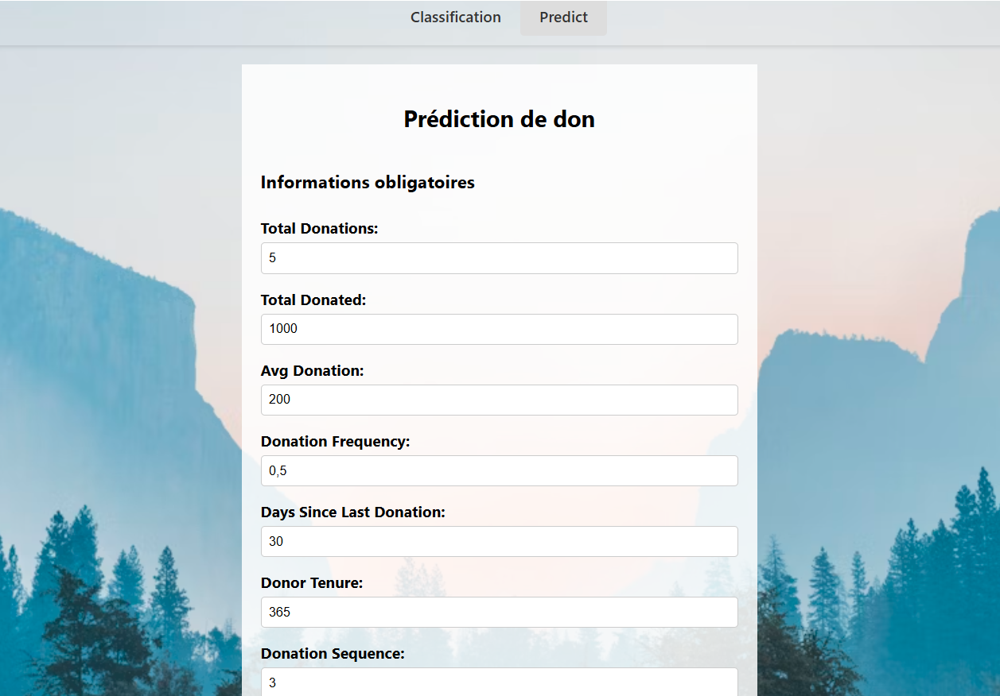 Classification Predict
Prédiction de don
Informations obligatoires
Total Donations:
5
Total Donated:
1000
Avg Donation:
200
Donation Frequency:
0,5
Days Since Last Donation:
30
Donor Tenure:
365
Donation Sequence:
3